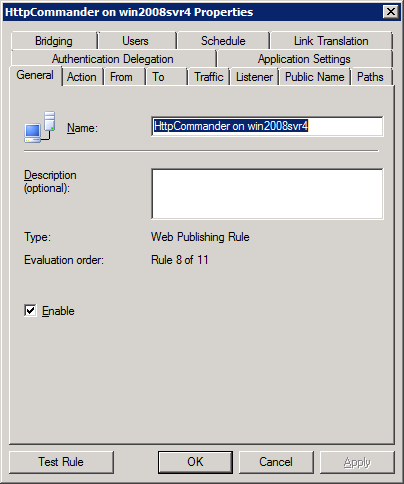 HttpCommander on win2008svr4 Properties
Bridging Users Schedule Link Translation
Authentication Delegation Application Settings
General Action From To Traffic Listener Public Name Paths
Name: HttpCommander on win2008svr4
Description
(optional):
Type: Web Publishing Rule
Evaluation order: Rule 8 of 11
Enable
Test Rule OK Cancel Apply